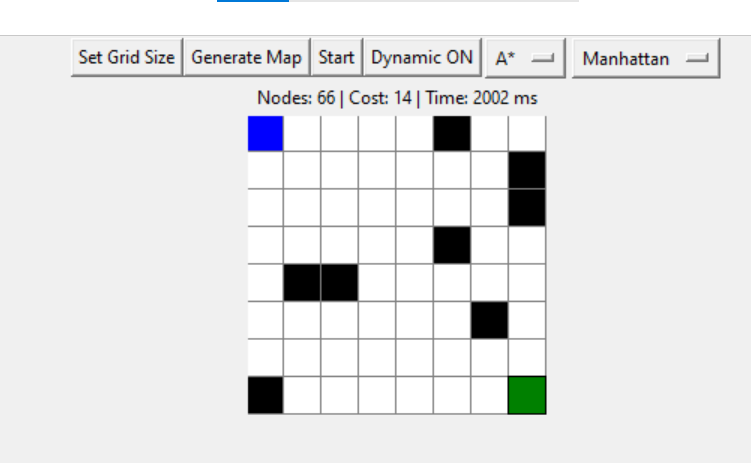 Set Grid Size Generate Map Start Dynamic ON A* Manhattan
Nodes: 66 | Cost: 14 | Time: 2002 ms